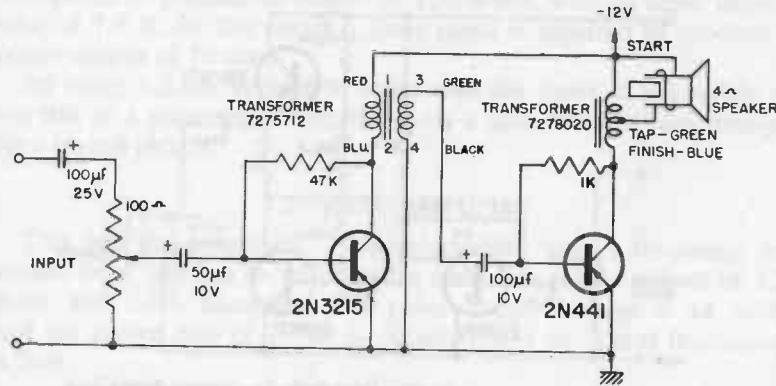 -12V
START
RED
1
3
GREEN
4Ω
SPEAKER
TRANSFORMER
7275712
TRANSFORMER
7278020
TAP-GREEN
FINISH-BLUE
BLU.
2
4
BLACK
47K
1K
+
100µf
25V
100Ω
INPUT
+
50µf
10V
+
100µf
10V
2N3215
2N441